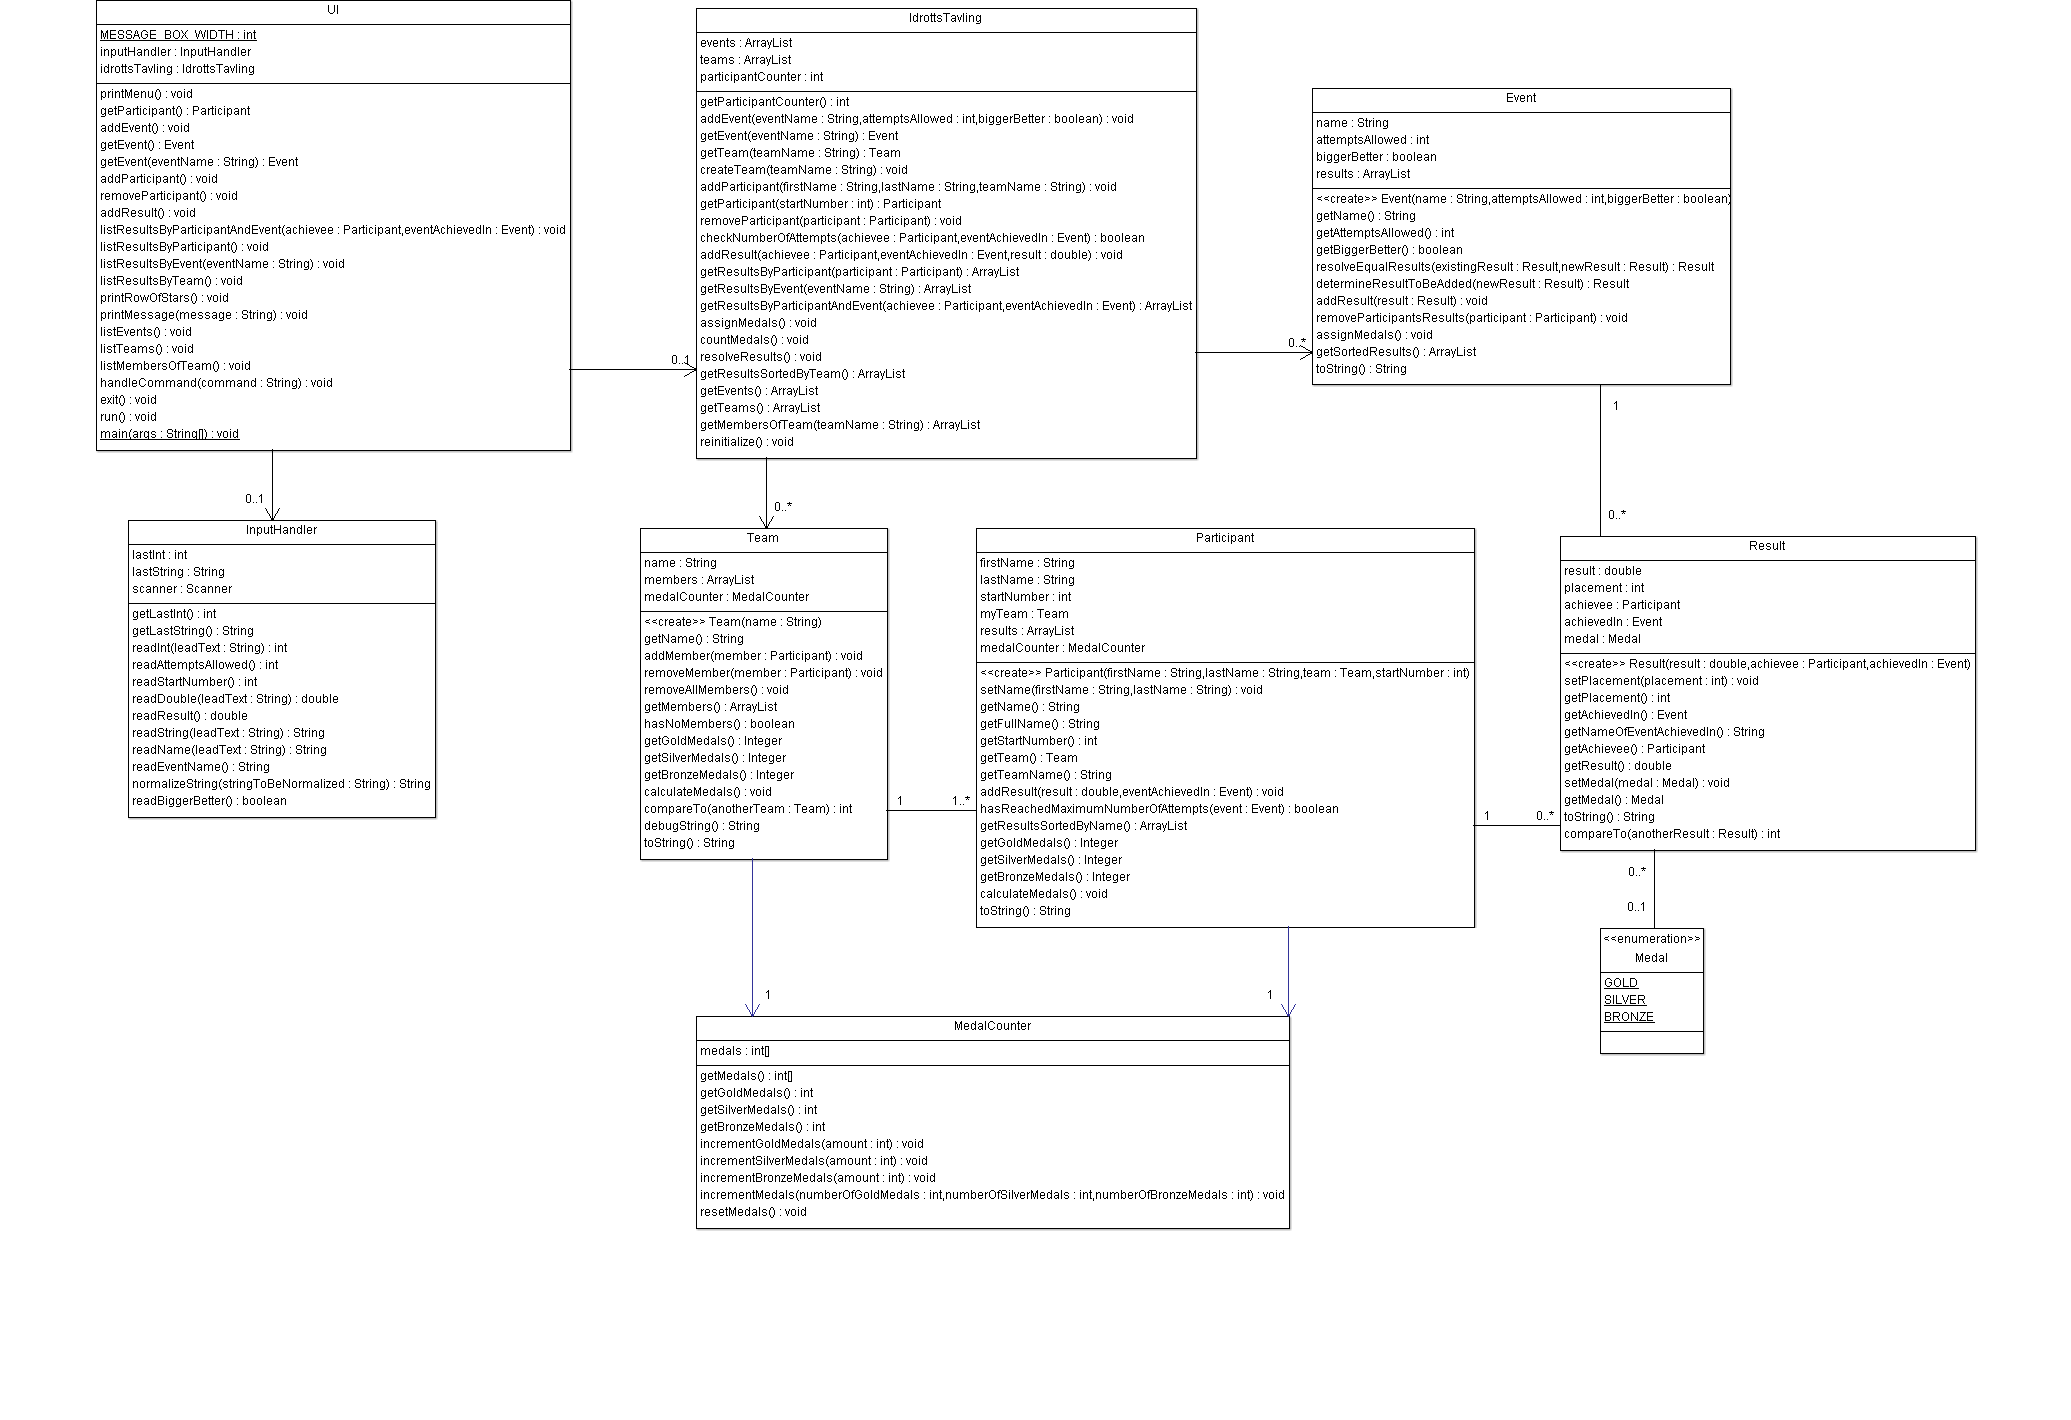 UI
MESSAGE_BOX_WIDTH : int
inputHandler : InputHandler
idrottsTavling : IdrottsTavling
printMenu() : void
getParticipant() : Participant
addEvent() : void
getEvent() : Event
getEvent(eventName : String) : Event
addParticipant() : void
removeParticipant() : void
addResult() : void
listResultsByParticipantAndEvent(achievee : Participant,eventAchievedIn : Event) : void
listResultsByParticipant() : void
listResultsByEvent(eventName : String) : void
listResultsByTeam() : void
printRowOfStars() : void
printMessage(message : String) : void
listEvents() : void
listTeams() : void
listMembersOfTeam() : void
handleCommand(command : String) : void
exit() : void
run() : void
main(args : String[]) : void
0..1
0..1
IdrottsTavling
events : ArrayList
teams : ArrayList
participantCounter : int
getParticipantCounter() : int
addEvent(eventName : String,attemptsAllowed : int,biggerBetter : boolean) : void
getEvent(eventName : String) : Event
getTeam(teamName : String) : Team
createTeam(teamName : String) : void
addParticipant(firstName : String,lastName : String,teamName : String) : void
getParticipant(startNumber : int) : Participant
removeParticipant(participant : Participant) : void
checkNumberOfAttempts(achievee : Participant,eventAchievedIn : Event) : boolean
addResult(achievee : Participant,eventAchievedIn : Event,result : double) : void
getResultsByParticipant(participant : Participant) : ArrayList
getResultsByEvent(eventName : String) : ArrayList
getResultsByParticipantAndEvent(achievee : Participant,eventAchievedIn : Event) : ArrayList
assignMedals() : void
countMedals() : void
resolveResults() : void
getResultsSortedByTeam() : ArrayList
getEvents() : ArrayList
getTeams() : ArrayList
getMembersOfTeam(teamName : String) : ArrayList
reinitialize() : void
0..*
0..*
Event
name : String
attemptsAllowed : int
biggerBetter : boolean
results : ArrayList
<<create>> Event(name : String,attemptsAllowed : int,biggerBetter : boolean)
getName() : String
getAttemptsAllowed() : int
getBiggerBetter() : boolean
resolveEqualResults(existingResult : Result,newResult : Result) : Result
determineResultToBeAdded(newResult : Result) : Result
addResult(result : Result) : void
removeParticipantsResults(participant : Participant) : void
assignMedals() : void
getSortedResults() : ArrayList
toString() : String
1
0..*
InputHandler
lastInt : int
lastString : String
scanner : Scanner
getLastInt() : int
getLastString() : String
readInt(leadText : String) : int
readAttemptsAllowed() : int
readStartNumber() : int
readDouble(leadText : String) : double
readResult() : double
readString(leadText : String) : String
readName(leadText : String) : String
readEventName() : String
normalizeString(stringToBeNormalized : String) : String
readBiggerBetter() : boolean
Team
name : String
members : ArrayList
medalCounter : MedalCounter
<<create>> Team(name : String)
getName() : String
addMember(member : Participant) : void
removeMember(member : Participant) : void
removeAllMembers() : void
getMembers() : ArrayList
hasNoMembers() : boolean
getGoldMedals() : Integer
getSilverMedals() : Integer
getBronzeMedals() : Integer
calculateMedals() : void
compareTo(anotherTeam : Team) : int
debugString() : String
toString() : String
1
1..*
Participant
firstName : String
lastName : String
startNumber : int
myTeam : Team
results : ArrayList
medalCounter : MedalCounter
<<create>> Participant(firstName : String,lastName : String,team : Team,startNumber : int)
setName(firstName : String,lastName : String) : void
getName() : String
getFullName() : String
getStartNumber() : int
getTeam() : Team
getTeamName() : String
addResult(result : double,eventAchievedIn : Event) : void
hasReachedMaximumNumberOfAttempts(event : Event) : boolean
getResultsSortedByName() : ArrayList
getGoldMedals() : Integer
getSilverMedals() : Integer
getBronzeMedals() : Integer
calculateMedals() : void
toString() : String
1
0..*
Result
result : double
placement : int
achievee : Participant
achievedIn : Event
medal : Medal
<<create>> Result(result : double,achievee : Participant,achievedIn : Event)
setPlacement(placement : int) : void
getPlacement() : int
getAchievedIn() : Event
getNameOfEventAchievedIn() : String
getAchievee() : Participant
getResult() : double
setMedal(medal : Medal) : void
getMedal() : Medal
toString() : String
compareTo(anotherResult : Result) : int
0..*
0..1
<<enumeration>>
Medal
GOLD
SILVER
BRONZE
1
1
MedalCounter
medals : int[]
getMedals() : int[]
getGoldMedals() : int
getSilverMedals() : int
getBronzeMedals() : int
incrementGoldMedals(amount : int) : void
incrementSilverMedals(amount : int) : void
incrementBronzeMedals(amount : int) : void
incrementMedals(numberOfGoldMedals : int,numberOfSilverMedals : int,numberOfBronzeMedals : int) : void
resetMedals() : void